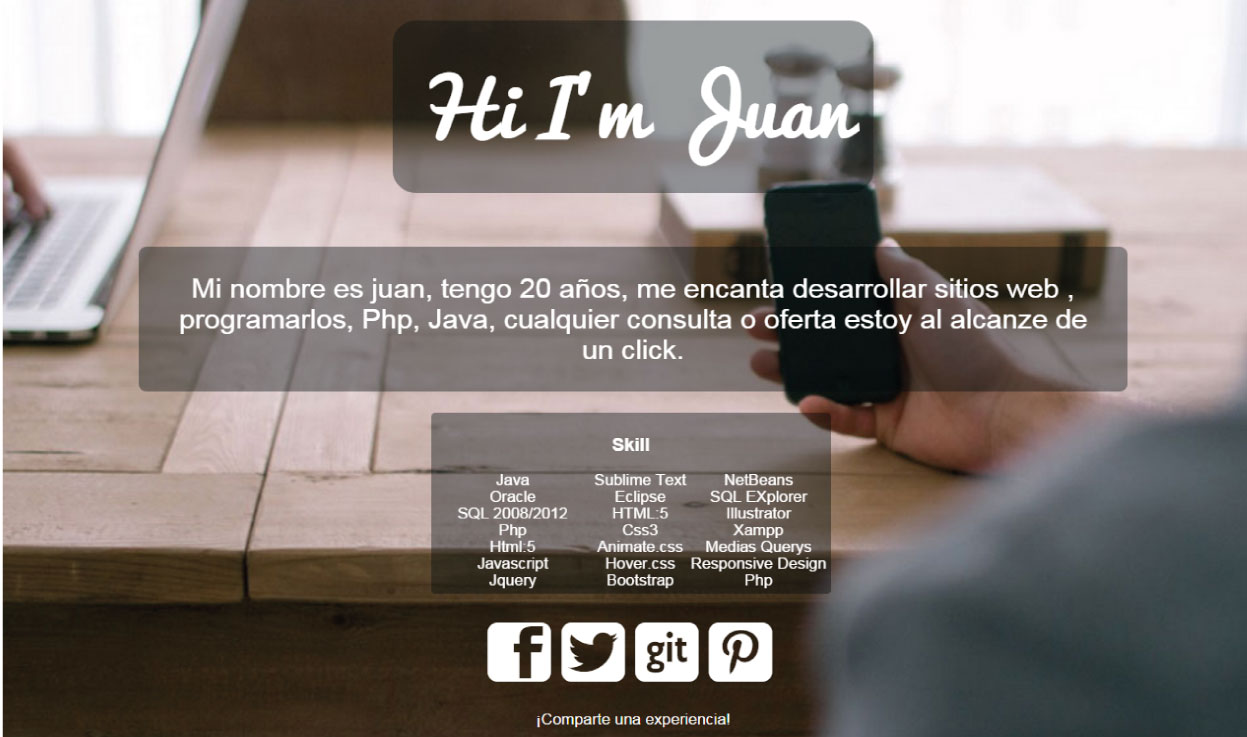 Hi I'm Juan
Mi nombre es juan, tengo 20 años, me encanta desarrollar sitios web ,
programarlos, Php, Java, cualquier consulta o oferta estoy al alcanze de
un click.
Skill
Java Sublime Text NetBeans
Oracle Eclipse SQL EXplorer
SQL 2008/2012 HTML:5 Illustrator
Php Css3 Xampp
Html:5 Animate.css Medias Querys
Javascript Hover.css Responsive Design
Jquery Bootstrap Php
git
¡Comparte una experiencia!